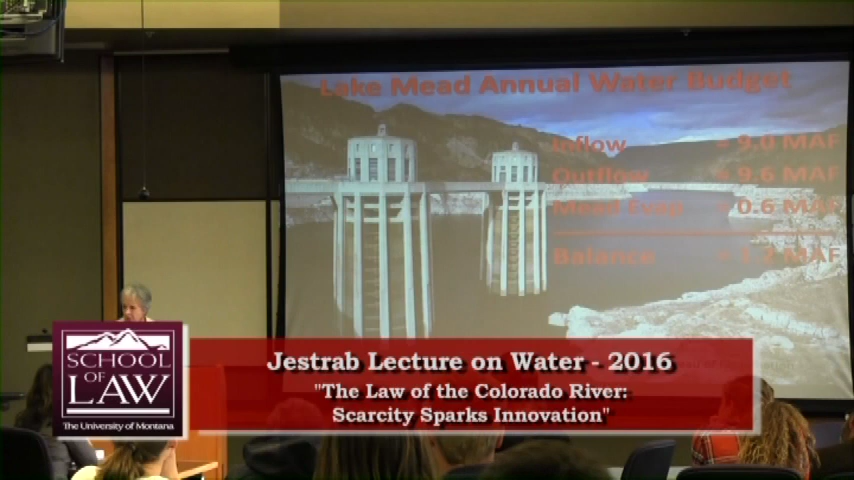 Lake Mead Annual Water Budget
Inflow = 9.0 MAF
Outflow = 9.6 MAF
Mead Evap = 0.6 MAF
Balance = 1.2 MAF
SCHOOL
OF
LAW
The University of Montana
Jestrab Lecture on Water - 2016
"The Law of the Colorado River:
Scarcity Sparks Innovation"